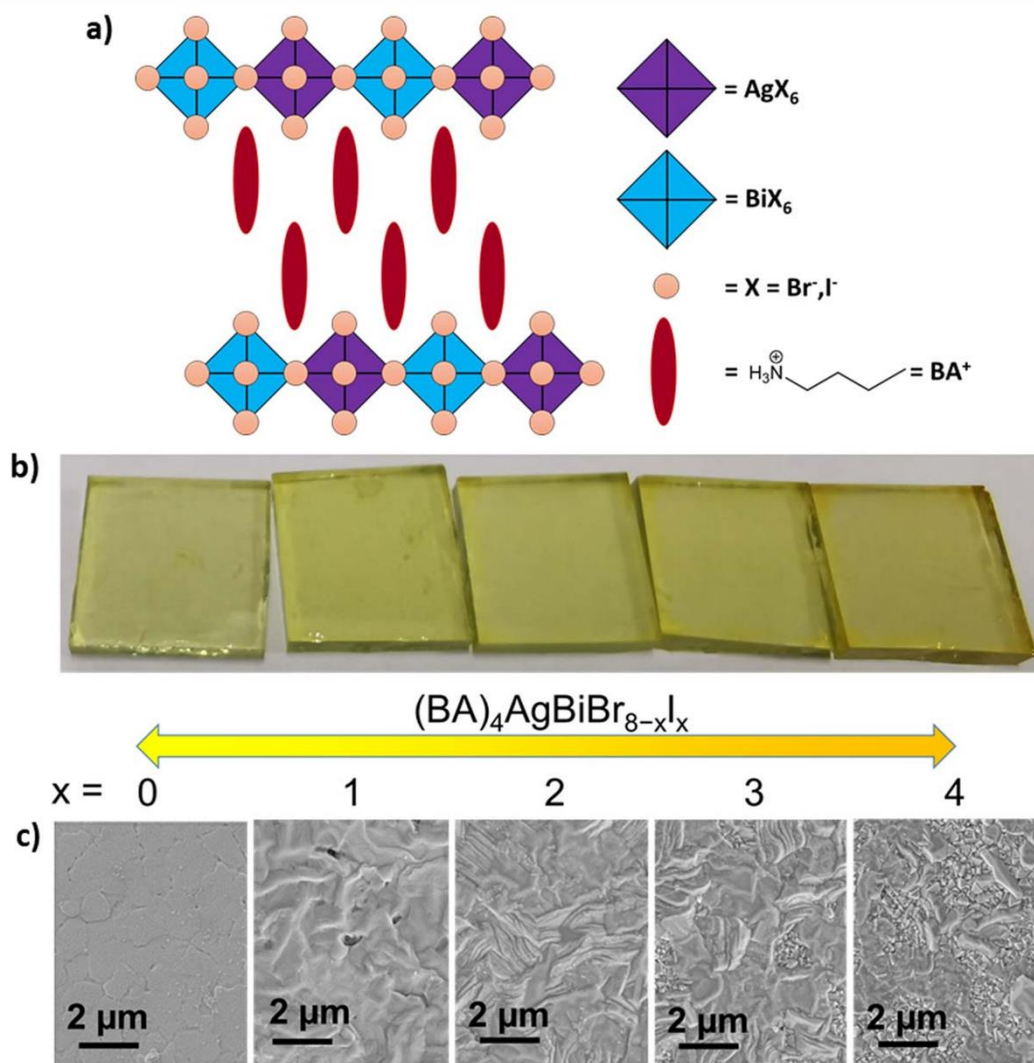 a)
= AgX₆
= BiX₆
= X = Br⁻,I⁻
= H₃N⊕ = BA⁺
b)
(BA)₄AgBiBr₈₋ₓIₓ
x = 0 1 2 3 4
c)
2 µm 2 µm 2 µm 2 µm 2 µm